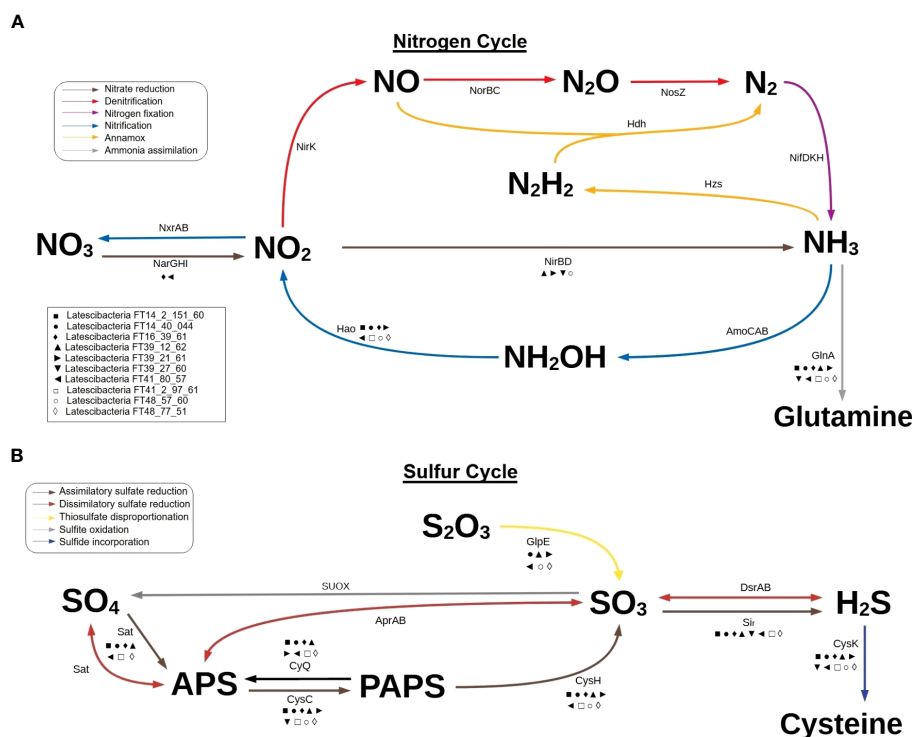 A
Nitrogen Cycle
Nitrate reduction
Denitrification
Nitrogen fixation
Nitrification
Annamox
Ammonia assimilation
NO
NorBC
N₂O
NosZ
N₂
NirK
Hdh
NifDKH
N₂H₂
Hzs
NO₃
NxrAB
NarGHI
♦◄
NO₂
NirBD
▲►▼○
NH₃
Latescibacteria FT14_2_151_60
Latescibacteria FT14_40_044
Latescibacteria FT16_39_61
Latescibacteria FT39_12_62
Latescibacteria FT39_21_61
Latescibacteria FT39_27_60
Latescibacteria FT41_80_57
Latescibacteria FT41_2_97_61
Latescibacteria FT48_57_60
Latescibacteria FT48_77_51
Hao ■●♦►
◄□○◊
NH₂OH
AmoCAB
GlnA
■●♦▲►
▼◄□○◊
Glutamine
B
Sulfur Cycle
Assimilatory sulfate reduction
Dissimilatory sulfate reduction
Thiosulfate disproportionation
Sulfite oxidation
Sulfide incorporation
S₂O₃
GlpE
●▲►
◄○◊
SO₄
SUOX
SO₃
DsrAB
H₂S
Sat
■●♦▲
◄□◊
Sat
AprAB
Sir
■●♦▲▼◄□◊
APS
■●♦▲
►◄□◊
CyQ
CysC
■●♦▲►
▼□○◊
PAPS
CysH
■●♦▲►
◄□○◊
CysK
■●♦▲►
▼◄□○◊
Cysteine